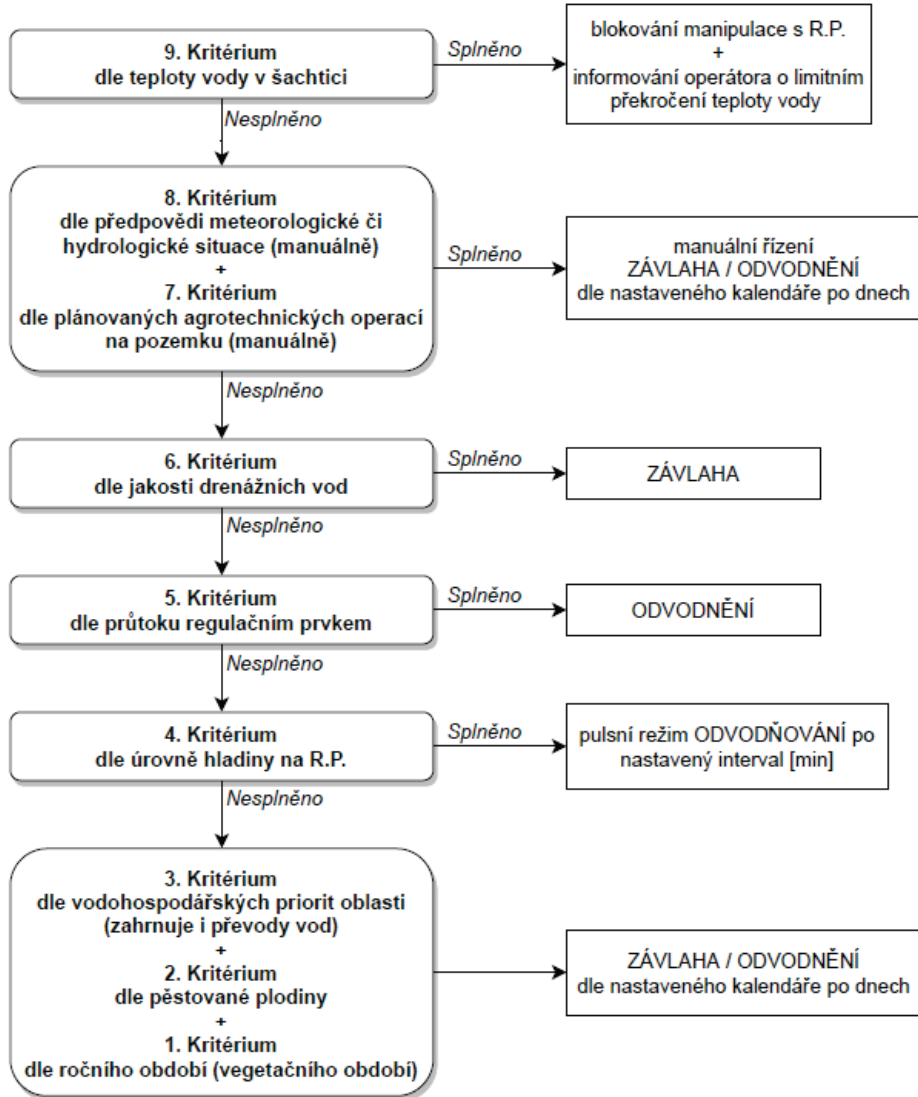 9. Kritérium
dle teploty vody v šachtici
Splněno
blokování manipulace s R.P.
+
informování operátora o limitním
překročení teploty vody
Nesplněno
8. Kritérium
dle předpovědi meteorologické či
hydrologické situace (manuálně)
+
7. Kritérium
dle plánovaných agrotechnických operací
na pozemku (manuálně)
Splněno
manuální řízení
ZÁVLAHA / ODVODNĚNÍ
dle nastaveného kalendáře po dnech
Nesplněno
6. Kritérium
dle jakosti drenážních vod
Splněno
ZÁVLAHA
Nesplněno
5. Kritérium
dle průtoku regulačním prvkem
Splněno
ODVODNĚNÍ
Nesplněno
4. Kritérium
dle úrovně hladiny na R.P.
Splněno
pulsní režim ODVODŇOVÁNÍ po
nastavený interval [min]
Nesplněno
3. Kritérium
dle vodohospodářských priorit oblasti
(zahrnuje i převody vod)
+
2. Kritérium
dle pěstované plodiny
+
1. Kritérium
dle ročního období (vegetačního období)
ZÁVLAHA / ODVODNĚNÍ
dle nastaveného kalendáře po dnech